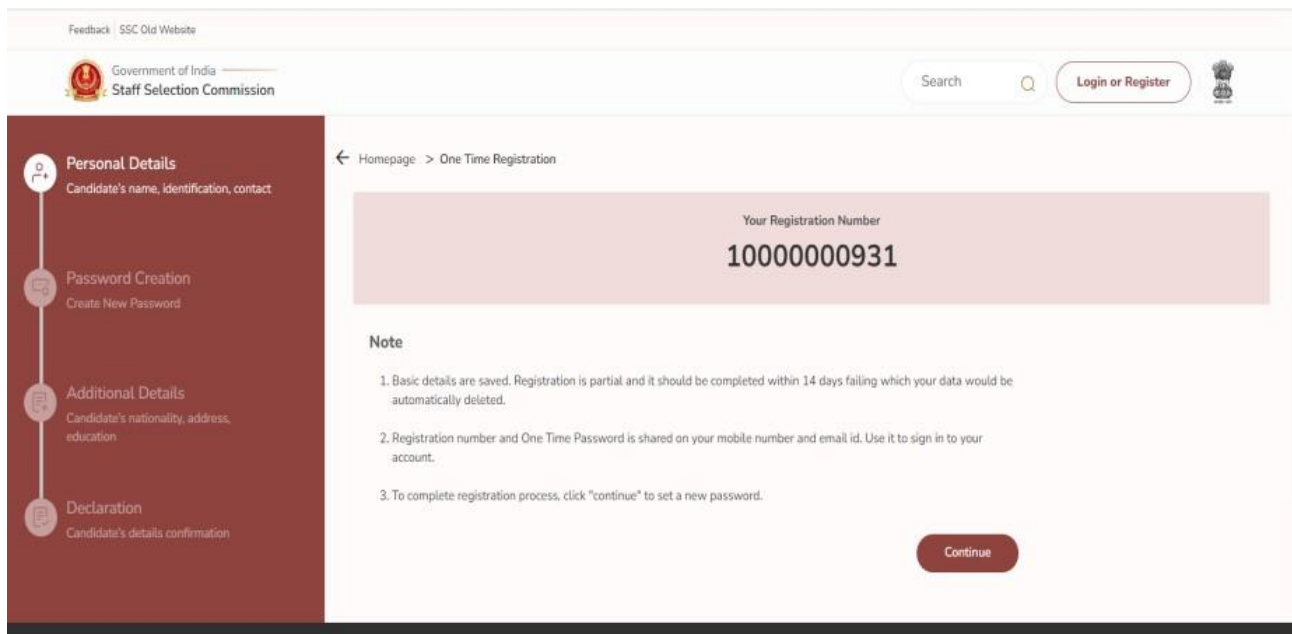 Feedback SSC Old Website
Government of India
Staff Selection Commission
Search
Login or Register
Personal Details
Candidate's name, identification, contact
Password Creation
Create New Password
Additional Details
Candidate's nationality, address,
education
Declaration
Candidate's details confirmation
Homepage > One Time Registration
Your Registration Number
10000000931
Note
1. Basic details are saved. Registration is partial and it should be completed within 14 days failing which your data would be
automatically deleted.
2. Registration number and One Time Password is shared on your mobile number and email id. Use it to sign in to your
account.
3. To complete registration process, click "continue" to set a new password.
Continue